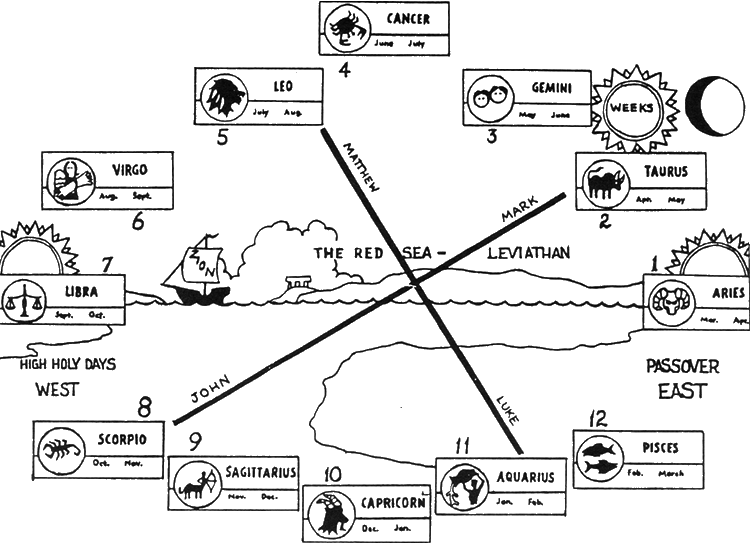 CANCER
June July
4
LEO
July Aug.
5
GEMINI
May June
3
WEEKS
MATTHEW
VIRGO
Aug. Sept.
6
TAURUS
Apr. May
2
MARK
ZION
THE RED SEA - LEVIATHAN
7
LIBRA
Sept. Oct.
1
ARIES
Mar. Apr.
HIGH HOLY DAYS
WEST
PASSOVER
EAST
JOHN
LUKE
8
SCORPIO
Oct. Nov.
9
SAGITTARIUS
Nov. Dec.
10
CAPRICORN
Dec. Jan.
11
AQUARIUS
Jan. Feb.
12
PISCES
Feb. March